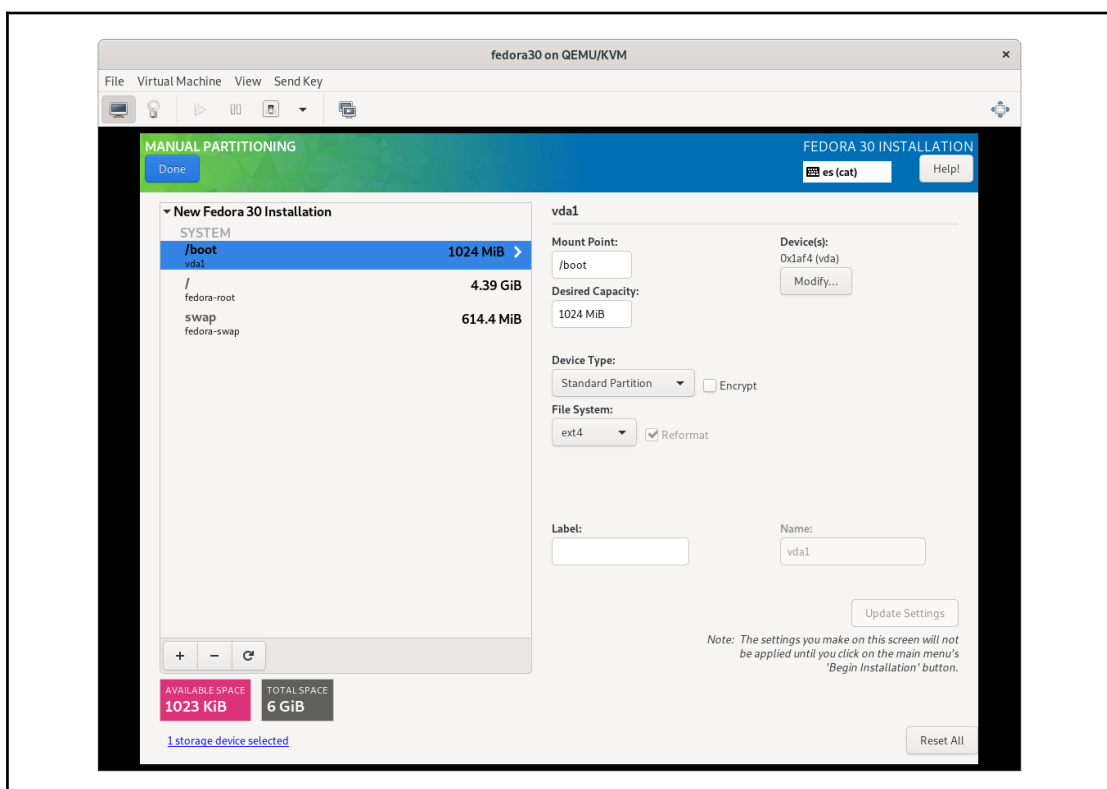 fedora30 on QEMU/KVM ×
File Virtual Machine View Send Key
MANUAL PARTITIONING FEDORA 30 INSTALLATION
Done es (cat) Help!
New Fedora 30 Installation
SYSTEM
/boot 1024 MiB
vda1
/ 4.39 GiB
fedora-root
swap 614.4 MiB
fedora-swap
+ −
AVAILABLE SPACE
1023 KiB
TOTAL SPACE
6 GiB
1 storage device selected
vda1
Mount Point:
/boot
Device(s):
0x1af4 (vda)
Modify...
Desired Capacity:
1024 MiB
Device Type:
Standard Partition Encrypt
File System:
ext4 Reformat
Label:
Name:
vda1
Update Settings
Note: The settings you make on this screen will not
be applied until you click on the main menu's
'Begin Installation' button.
Reset All